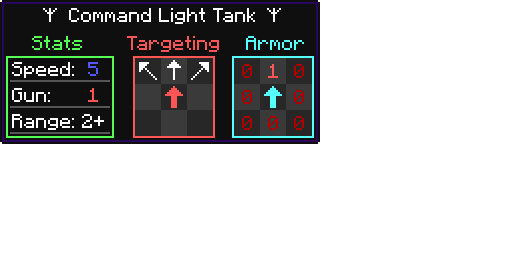 Command Light Tank
Stats Targeting Armor
Speed: 5
Gun: 1
Range: 2+
0 1 0
0 0
0 0 0